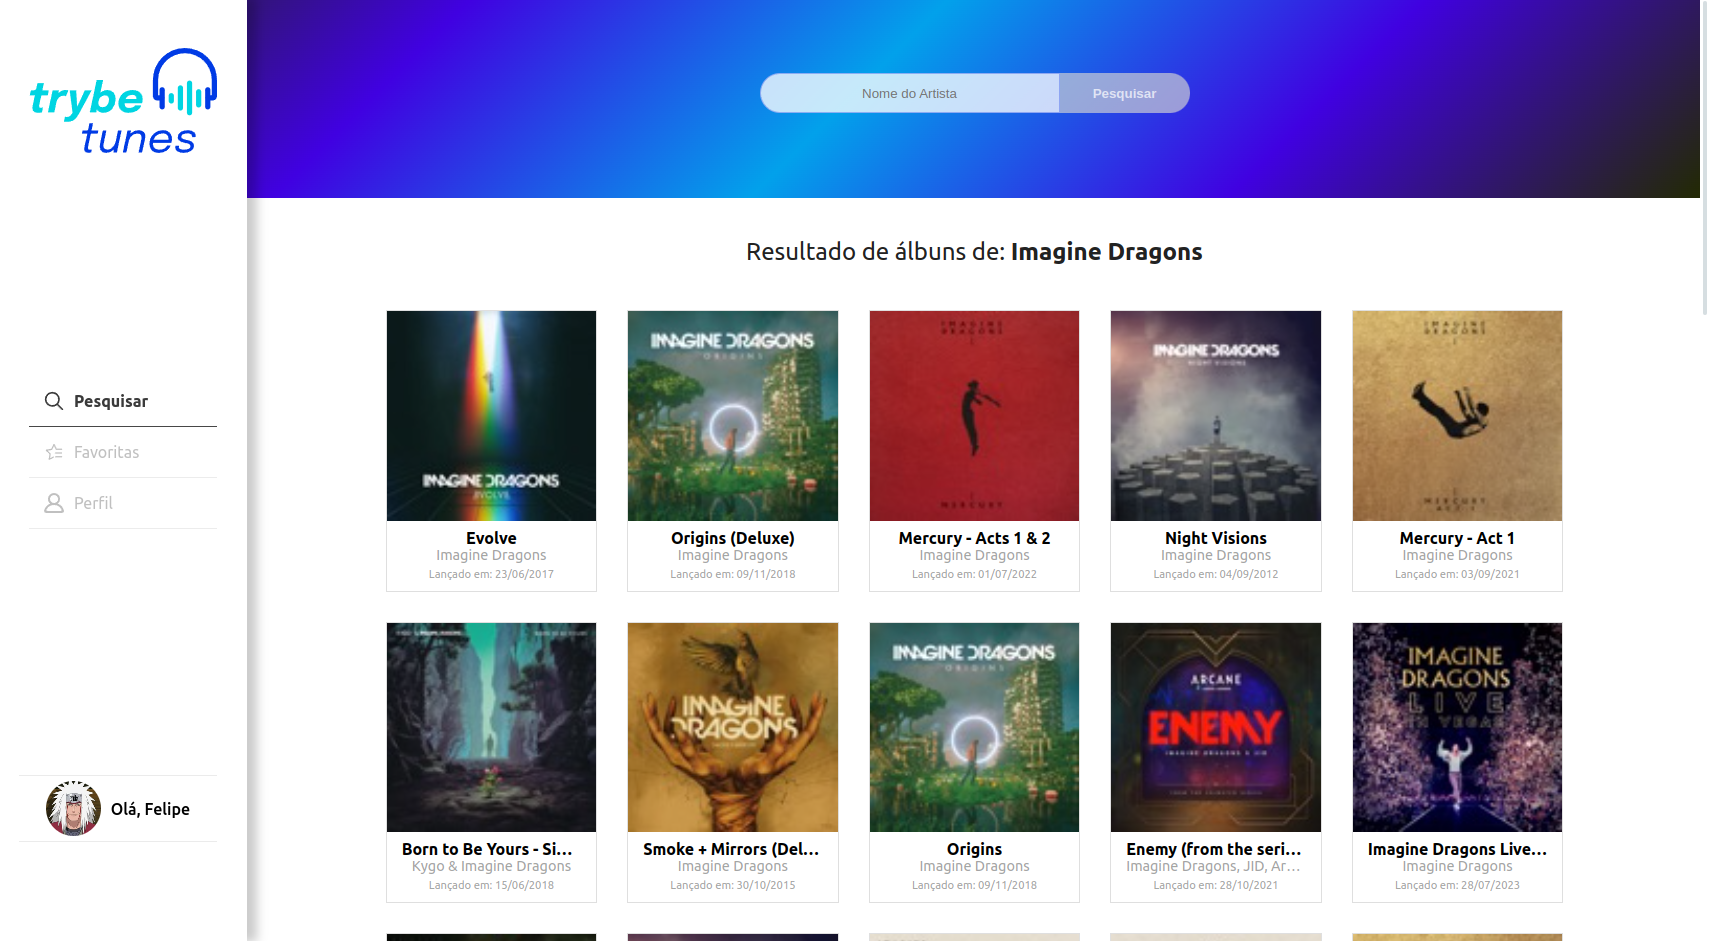 trybe
tunes
Nome do Artista
Pesquisar
Resultado de álbuns de: Imagine Dragons
Pesquisar
Favoritas
Perfil
Olá, Felipe
IMAGINE DRAGONS
EVOLVE
Evolve
Imagine Dragons
Lançado em: 23/06/2017
IMAGINE DRAGONS
ORIGINS
Origins (Deluxe)
Imagine Dragons
Lançado em: 09/11/2018
IMAGINE
DRAGONS
MERCURY
Mercury - Acts 1 & 2
Imagine Dragons
Lançado em: 01/07/2022
IMAGINE DRAGONS
NIGHT VISIONS
Night Visions
Imagine Dragons
Lançado em: 04/09/2012
IMAGINE
DRAGONS
MERCURY
ACT 1
Mercury - Act 1
Imagine Dragons
Lançado em: 03/09/2021
Born to Be Yours - Si...
Kygo & Imagine Dragons
Lançado em: 15/06/2018
IMAGINE
DRAGONS
Smoke + Mirrors (Del...
Imagine Dragons
Lançado em: 30/10/2015
IMAGINE DRAGONS
ORIGINS
Origins
Imagine Dragons
Lançado em: 09/11/2018
ARCANE
ENEMY
IMAGINE DRAGONS X JID
Enemy (from the seri...
Imagine Dragons, JID, Ar...
Lançado em: 28/10/2021
IMAGINE
DRAGONS
LIVE
IN VEGAS
Imagine Dragons Live...
Imagine Dragons
Lançado em: 28/07/2023